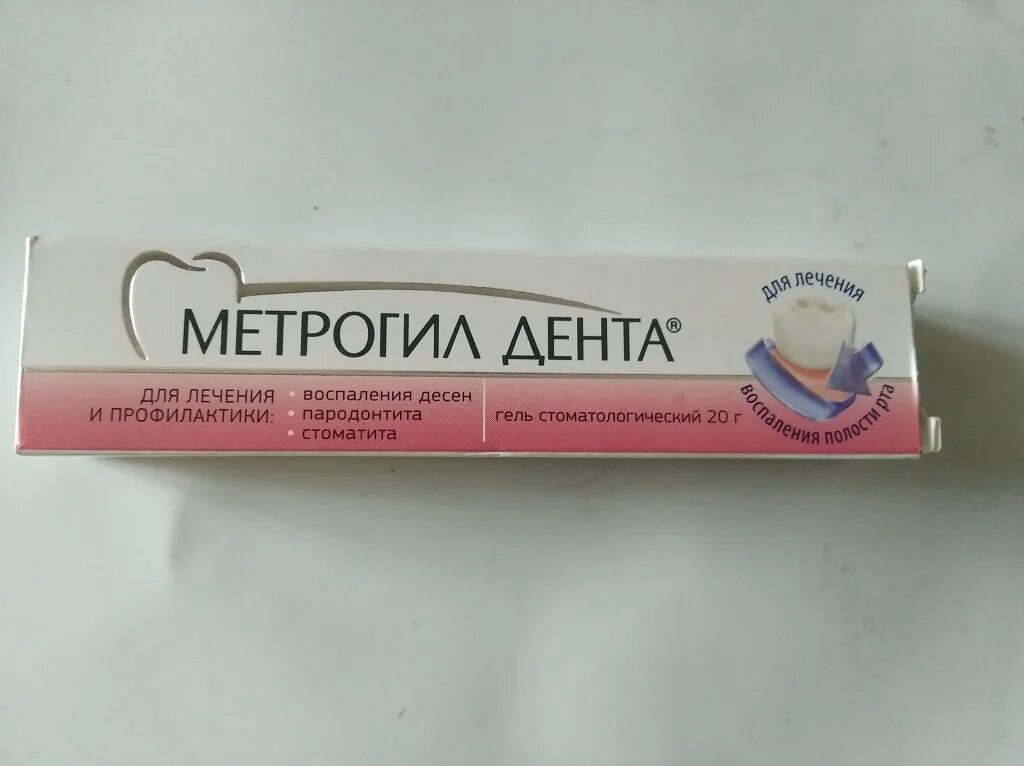 МЕТРОГИЛ ДЕНТА®
ДЛЯ ЛЕЧЕНИЯ
И ПРОФИЛАКТИКИ:
• воспаления десен
• пародонтита
• стоматита
гель стоматологический 20 г
для лечения
воспаления полости рта